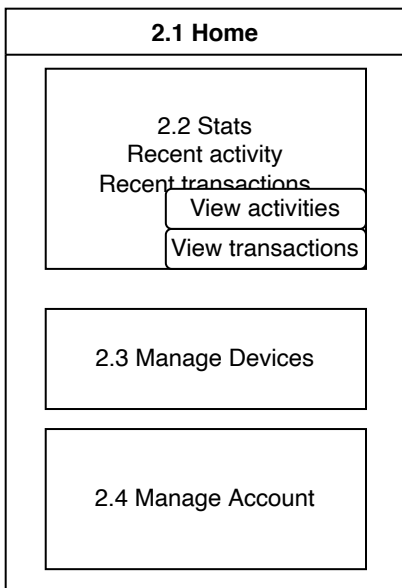 2.1 Home
2.2 Stats
Recent activity
Recent transactions
View activities
View transactions
2.3 Manage Devices
2.4 Manage Account